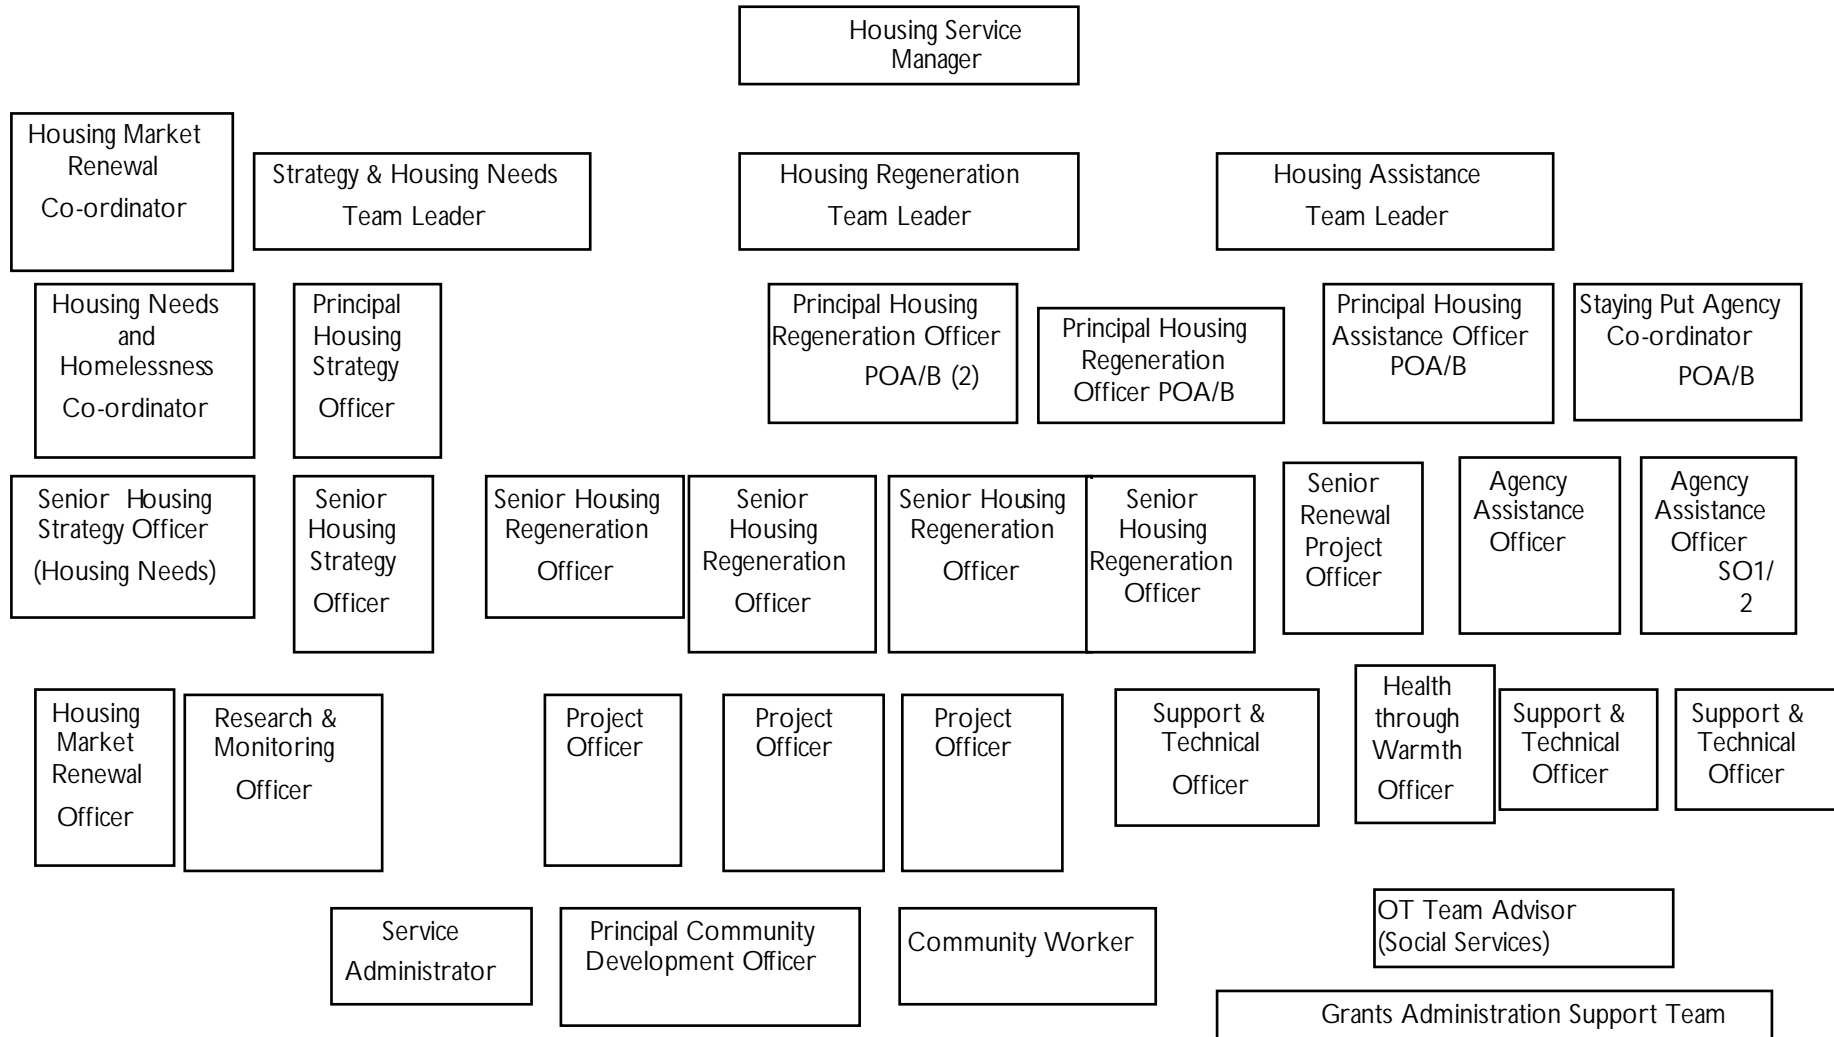 Housing Service
Manager
Housing Market
Renewal
Co-ordinator
Strategy & Housing Needs
Team Leader
Housing Regeneration
Team Leader
Housing Assistance
Team Leader
Housing Needs
and
Homelessness
Co-ordinator
Principal
Housing
Strategy
Officer
Principal Housing
Regeneration Officer
POA/B (2)
Principal Housing
Regeneration
Officer POA/B
Principal Housing
Assistance Officer
POA/B
Staying Put Agency
Co-ordinator
POA/B
Senior Housing
Strategy Officer
(Housing Needs)
Senior
Housing
Strategy
Officer
Senior Housing
Regeneration
Officer
Senior
Housing
Regeneration
Officer
Senior Housing
Regeneration
Officer
Senior
Housing
Regeneration
Officer
Senior
Renewal
Project
Officer
Agency
Assistance
Officer
Agency
Assistance
Officer
SO1/
2
Housing
Market
Renewal
Officer
Research &
Monitoring
Officer
Project
Officer
Project
Officer
Project
Officer
Support &
Technical
Officer
Health
through
Warmth
Officer
Support &
Technical
Officer
Support &
Technical
Officer
Service
Administrator
Principal Community
Development Officer
Community Worker
OT Team Advisor
(Social Services)
Grants Administration Support Team